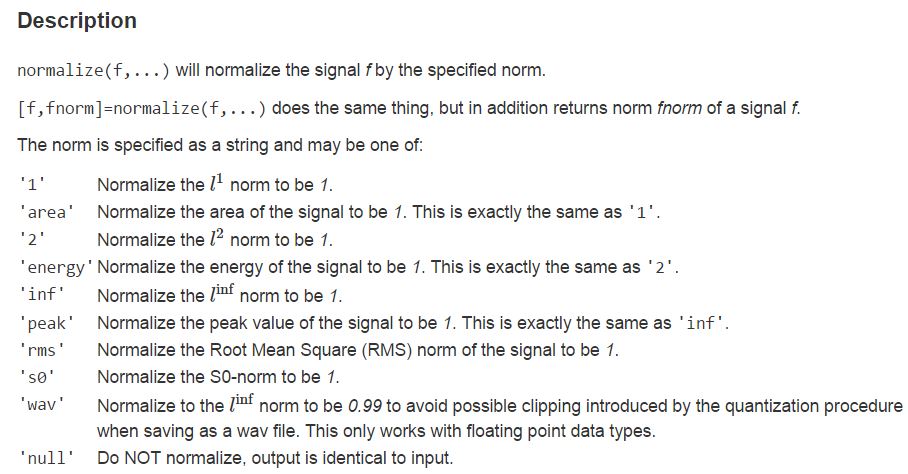 Description
normalize(f,...) will normalize the signal f by the specified norm.
[f,fnorm]=normalize(f,...) does the same thing, but in addition returns norm fnorm of a signal f.
The norm is specified as a string and may be one of:
'1' Normalize the l¹ norm to be 1.
'area' Normalize the area of the signal to be 1. This is exactly the same as '1'.
'2' Normalize the l² norm to be 1.
'energy' Normalize the energy of the signal to be 1. This is exactly the same as '2'.
'inf' Normalize the l^inf norm to be 1.
'peak' Normalize the peak value of the signal to be 1. This is exactly the same as 'inf'.
'rms' Normalize the Root Mean Square (RMS) norm of the signal to be 1.
's0' Normalize the S0-norm to be 1.
'wav' Normalize to the l^inf norm to be 0.99 to avoid possible clipping introduced by the quantization procedure
when saving as a wav file. This only works with floating point data types.
'null' Do NOT normalize, output is identical to input.